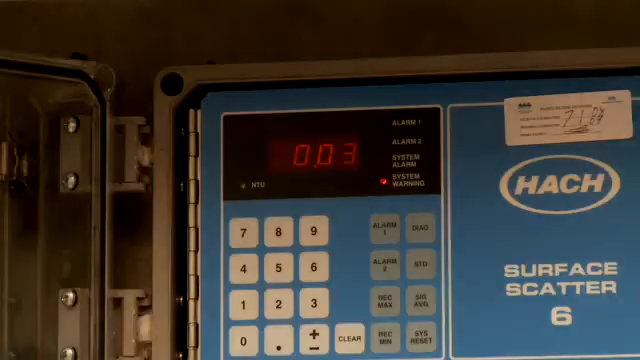 ALARM 1
ALARM 2
0.03
SYSTEM
ALARM
NTU
SYSTEM
WARNING
7 8 9
ALARM
1
DIAG
4 5 6
ALARM
2
STD
1 2 3
REC
MAX
SIG
AVG
0 . + − CLEAR
REC
MIN
SYS
RESET
HACH
SURFACE
SCATTER
6